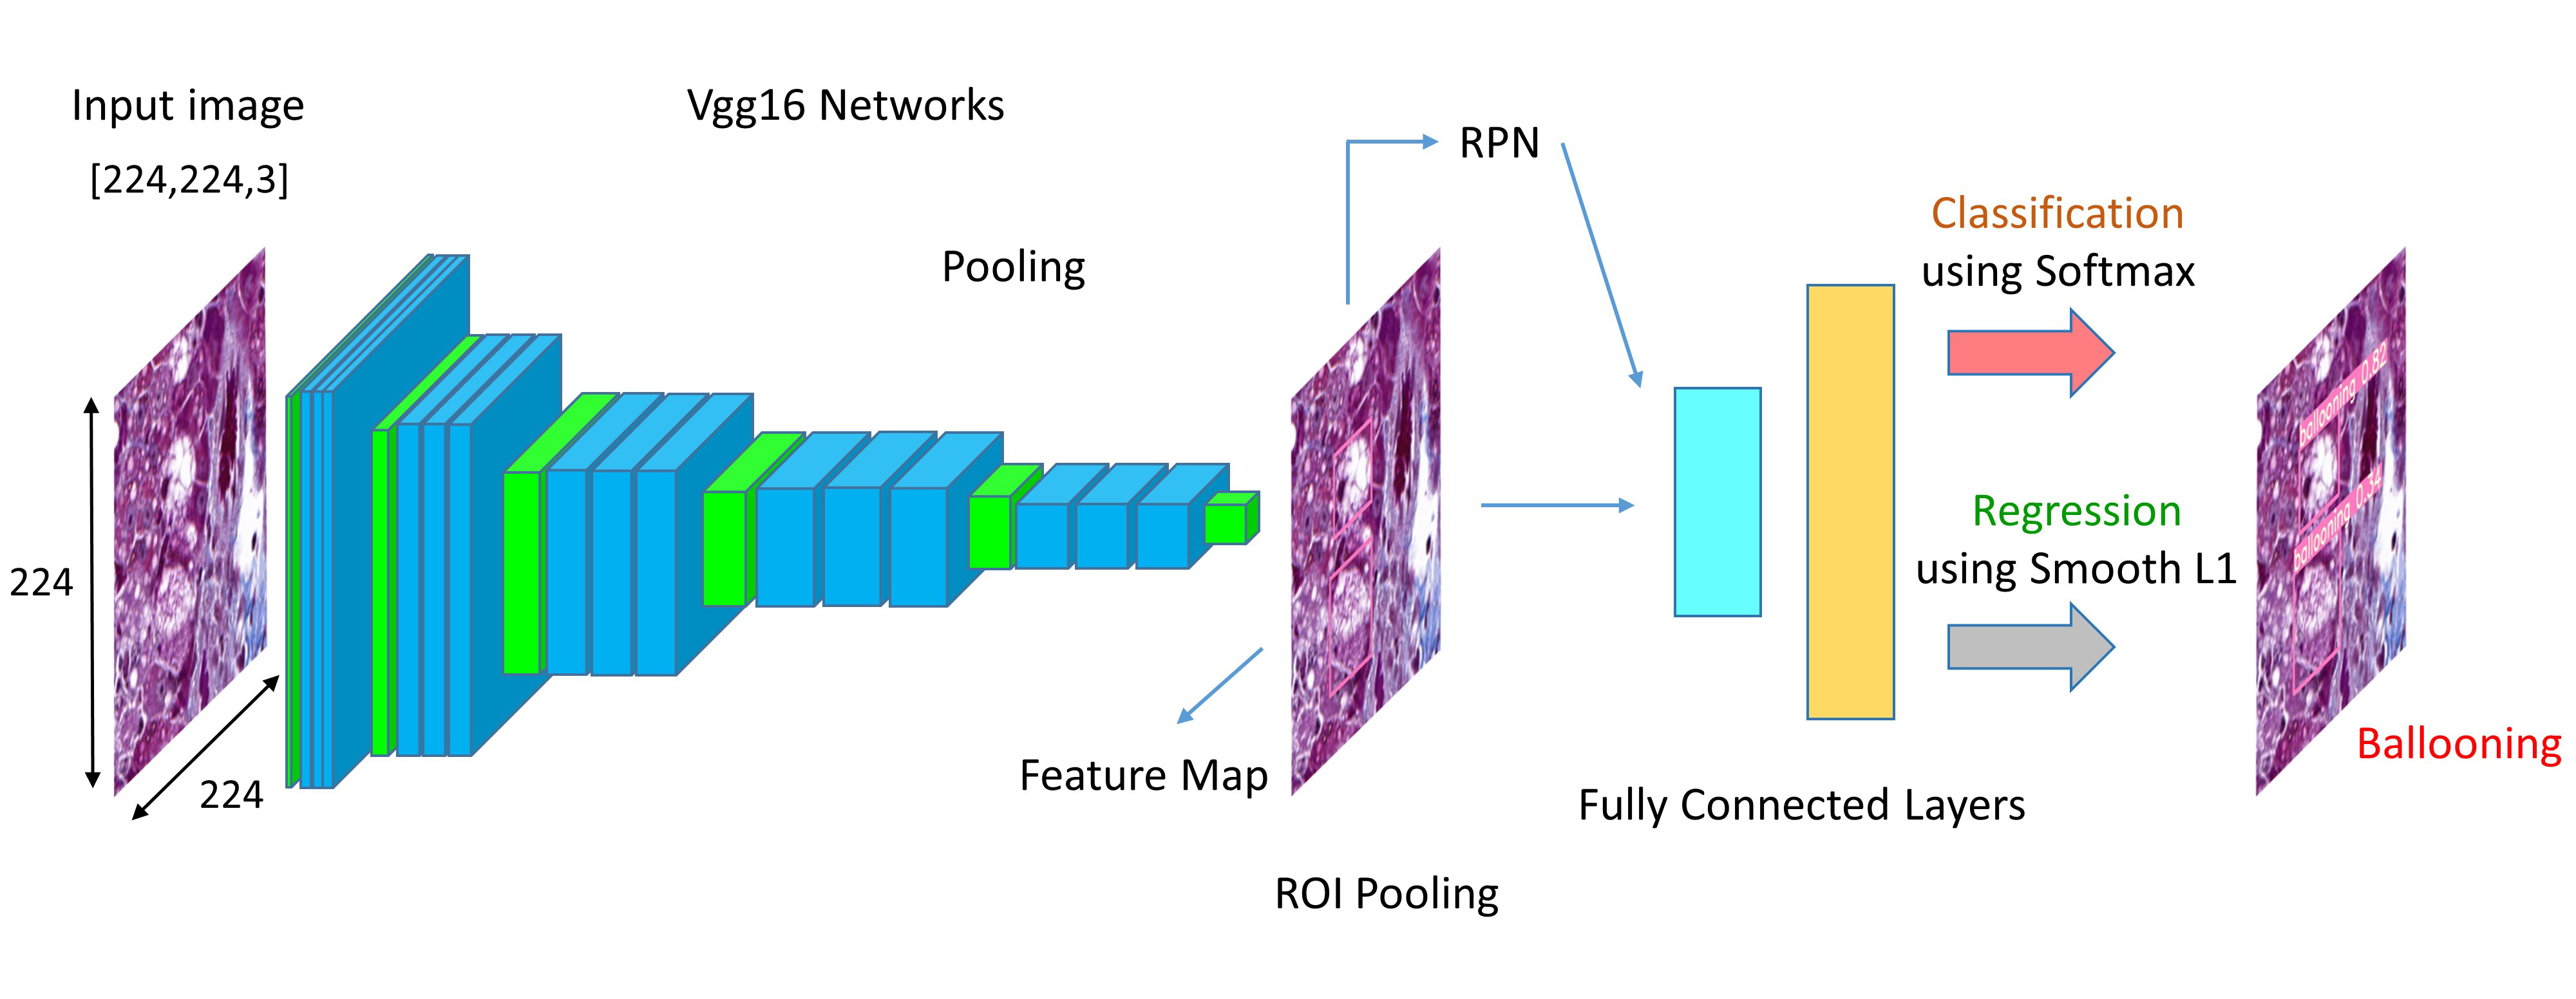 Input image
[224,224,3]
Vgg16 Networks
Pooling
RPN
Classification
using Softmax
Regression
using Smooth L1
224
224
Feature Map
ROI Pooling
Fully Connected Layers
ballooning 0.82
ballooning 0.34
Ballooning